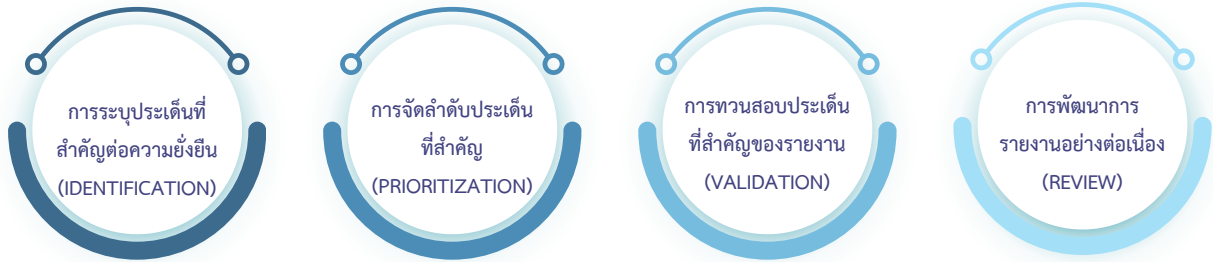 การระบุประเด็นที่
สำคัญต่อความยั่งยืน
(IDENTIFICATION)
การจัดลำดับประเด็น
ที่สำคัญ
(PRIORITIZATION)
การทวนสอบประเด็น
ที่สำคัญของรายงาน
(VALIDATION)
การพัฒนาการ
รายงานอย่างต่อเนื่อง
(REVIEW)